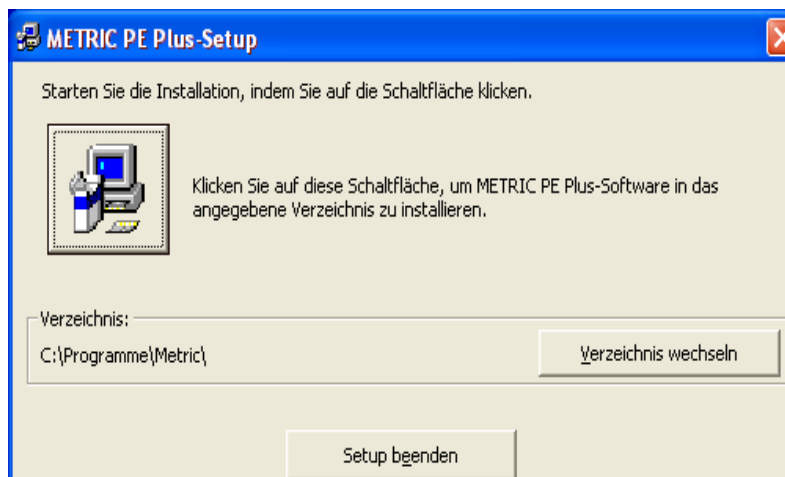 METRIC PE Plus-Setup
Starten Sie die Installation, indem Sie auf die Schaltfläche klicken.
Klicken Sie auf diese Schaltfläche, um METRIC PE Plus-Software in das
angegebene Verzeichnis zu installieren.
Verzeichnis:
C:\Programme\Metric\
Verzeichnis wechseln
Setup beenden